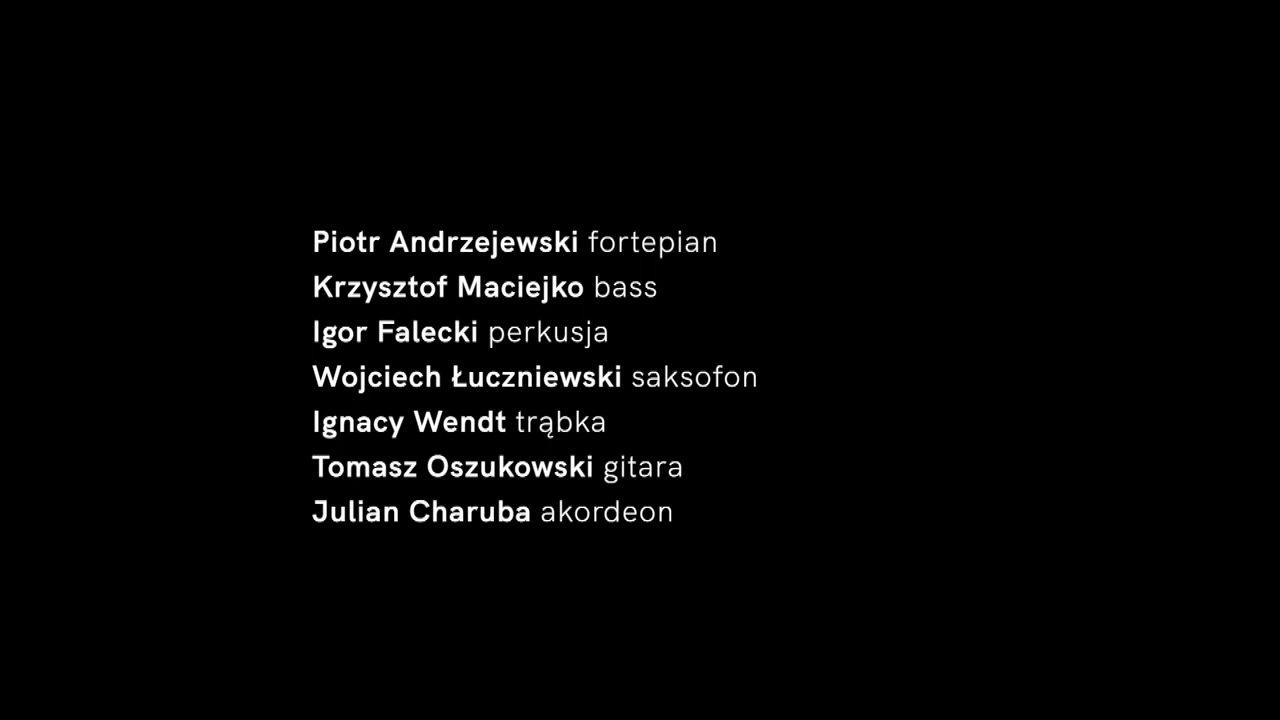 Piotr Andrzejewski fortepian
Krzysztof Maciejko bass
Igor Falecki perkusja
Wojciech Łuczniewski saksofon
Ignacy Wendt trąbka
Tomasz Oszukowski gitara
Julian Charuba akordeon